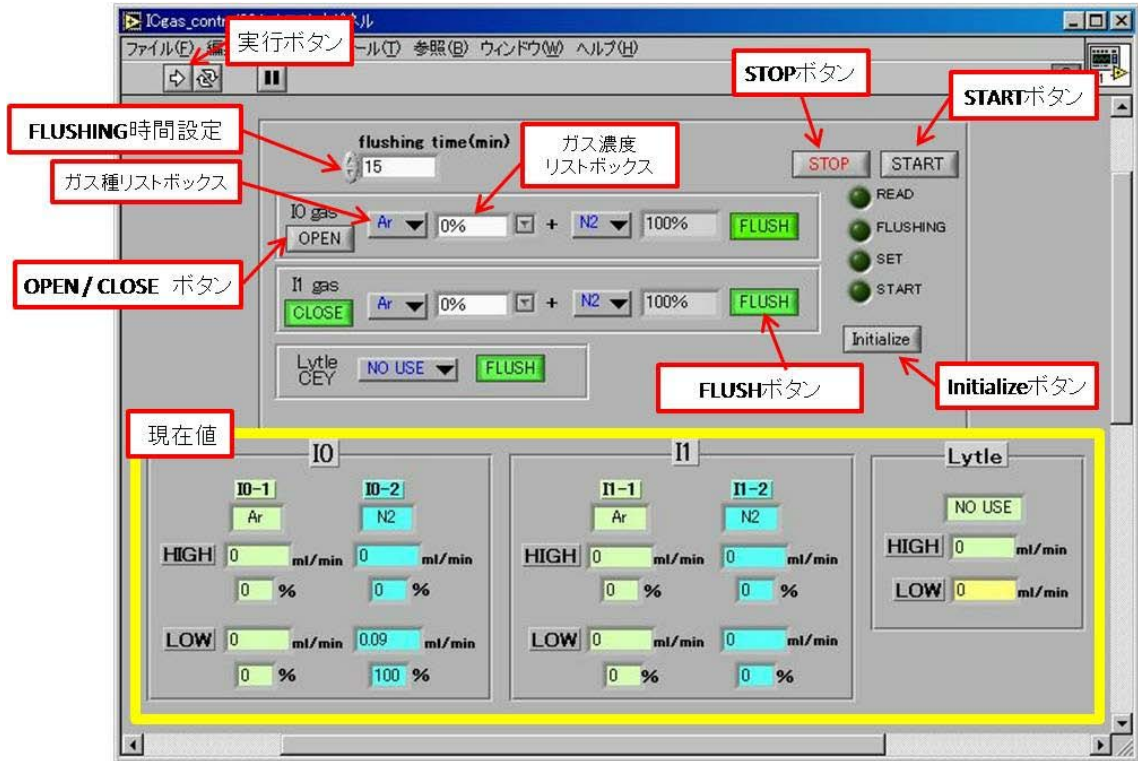 ICgas_contro
ネル
ファイル(F) 編
ール(T) 参照(B) ウィンドウ(W) ヘルプ(H)
実行ボタン
STOPボタン
STARTボタン
1
FLUSHING時間設定
flushing time(min)
15
ガス濃度
リストボックス
ガス種リストボックス
STOP START
READ
FLUSHING
SET
START
I0 gas
OPEN
Ar 0% + N2 100% FLUSH
OPEN/CLOSE ボタン
I1 gas
CLOSE
Ar 0% + N2 100% FLUSH
Initialize
Lytle
CEY
NO USE FLUSH
FLUSHボタン
Initializeボタン
現在値
I0
I0-1 I0-2
Ar N2
HIGH 0 ml/min 0 ml/min
0 % 0 %
LOW 0 ml/min 0.09 ml/min
0 % 100 %
I1
I1-1 I1-2
Ar N2
HIGH 0 ml/min 0 ml/min
0 % 0 %
LOW 0 ml/min 0 ml/min
0 % 0 %
Lytle
NO USE
HIGH 0 ml/min
LOW 0 ml/min